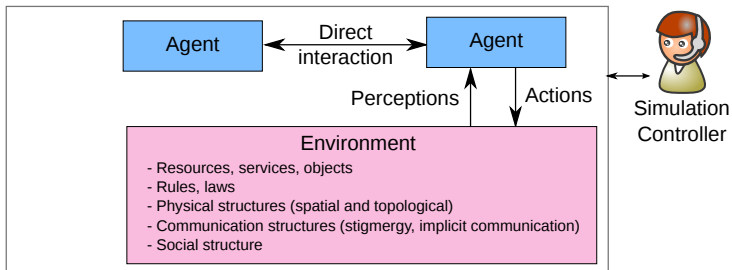 Agent
Direct
interaction
Agent
Perceptions
Actions
Simulation
Controller
Environment
- Resources, services, objects
- Rules, laws
- Physical structures (spatial and topological)
- Communication structures (stigmergy, implicit communication)
- Social structure